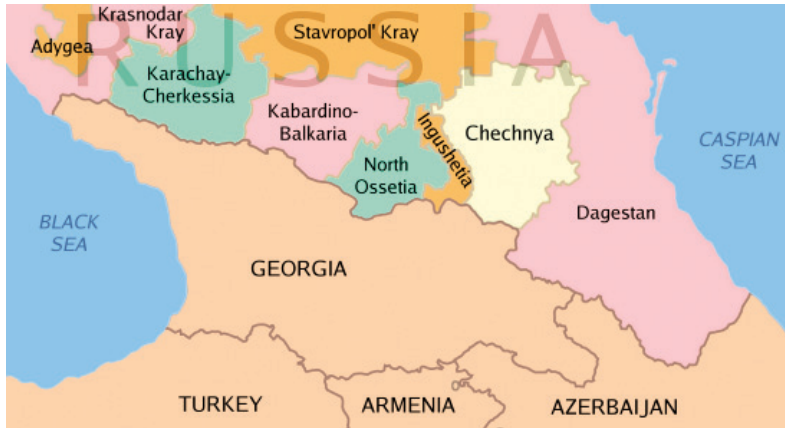 Krasnodar
Kray
Adygea
Stavropol' Kray
RUSSIA
Karachay-
Cherkessia
Kabardino-
Balkaria
North
Ossetia
Ingushetia
Chechnya
CASPIAN
SEA
Dagestan
BLACK
SEA
GEORGIA
TURKEY
ARMENIA
AZERBAIJAN